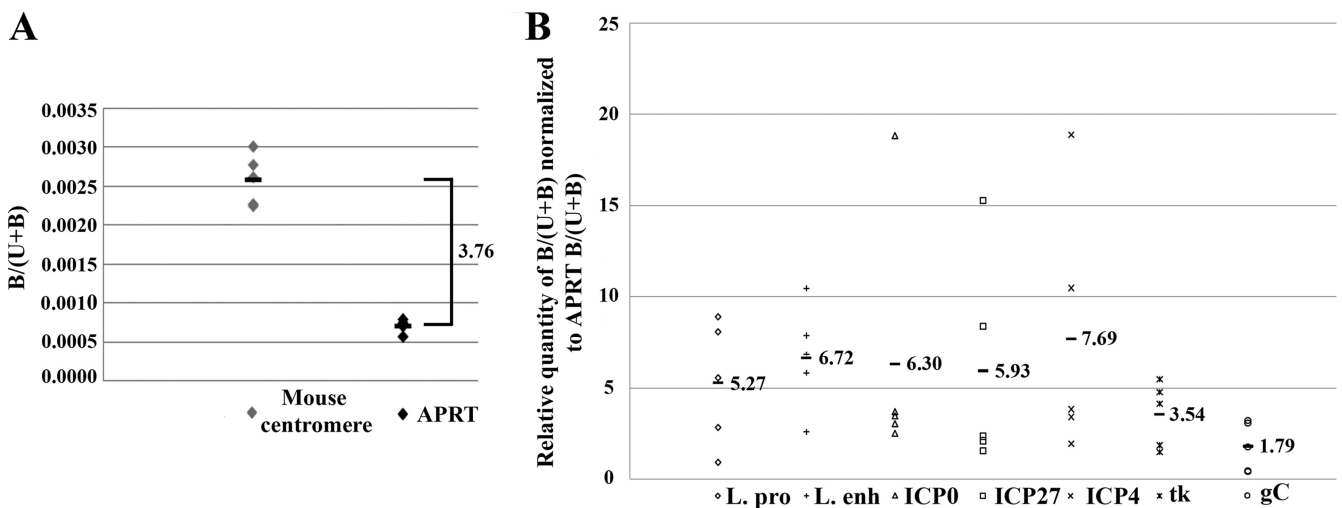 A
B/(U+B)
0.0035
0.0030
0.0025
0.0020
0.0015
0.0010
0.0005
0.0000
3.76
Mouse
centromere
APRT
B
Relative quantity of B/(U+B) normalized
to APRT B/(U+B)
25
20
15
10
5
0
5.27
6.72
6.30
5.93
7.69
3.54
1.79
L. pro
L. enh
ICP0
ICP27
ICP4
tk
gC